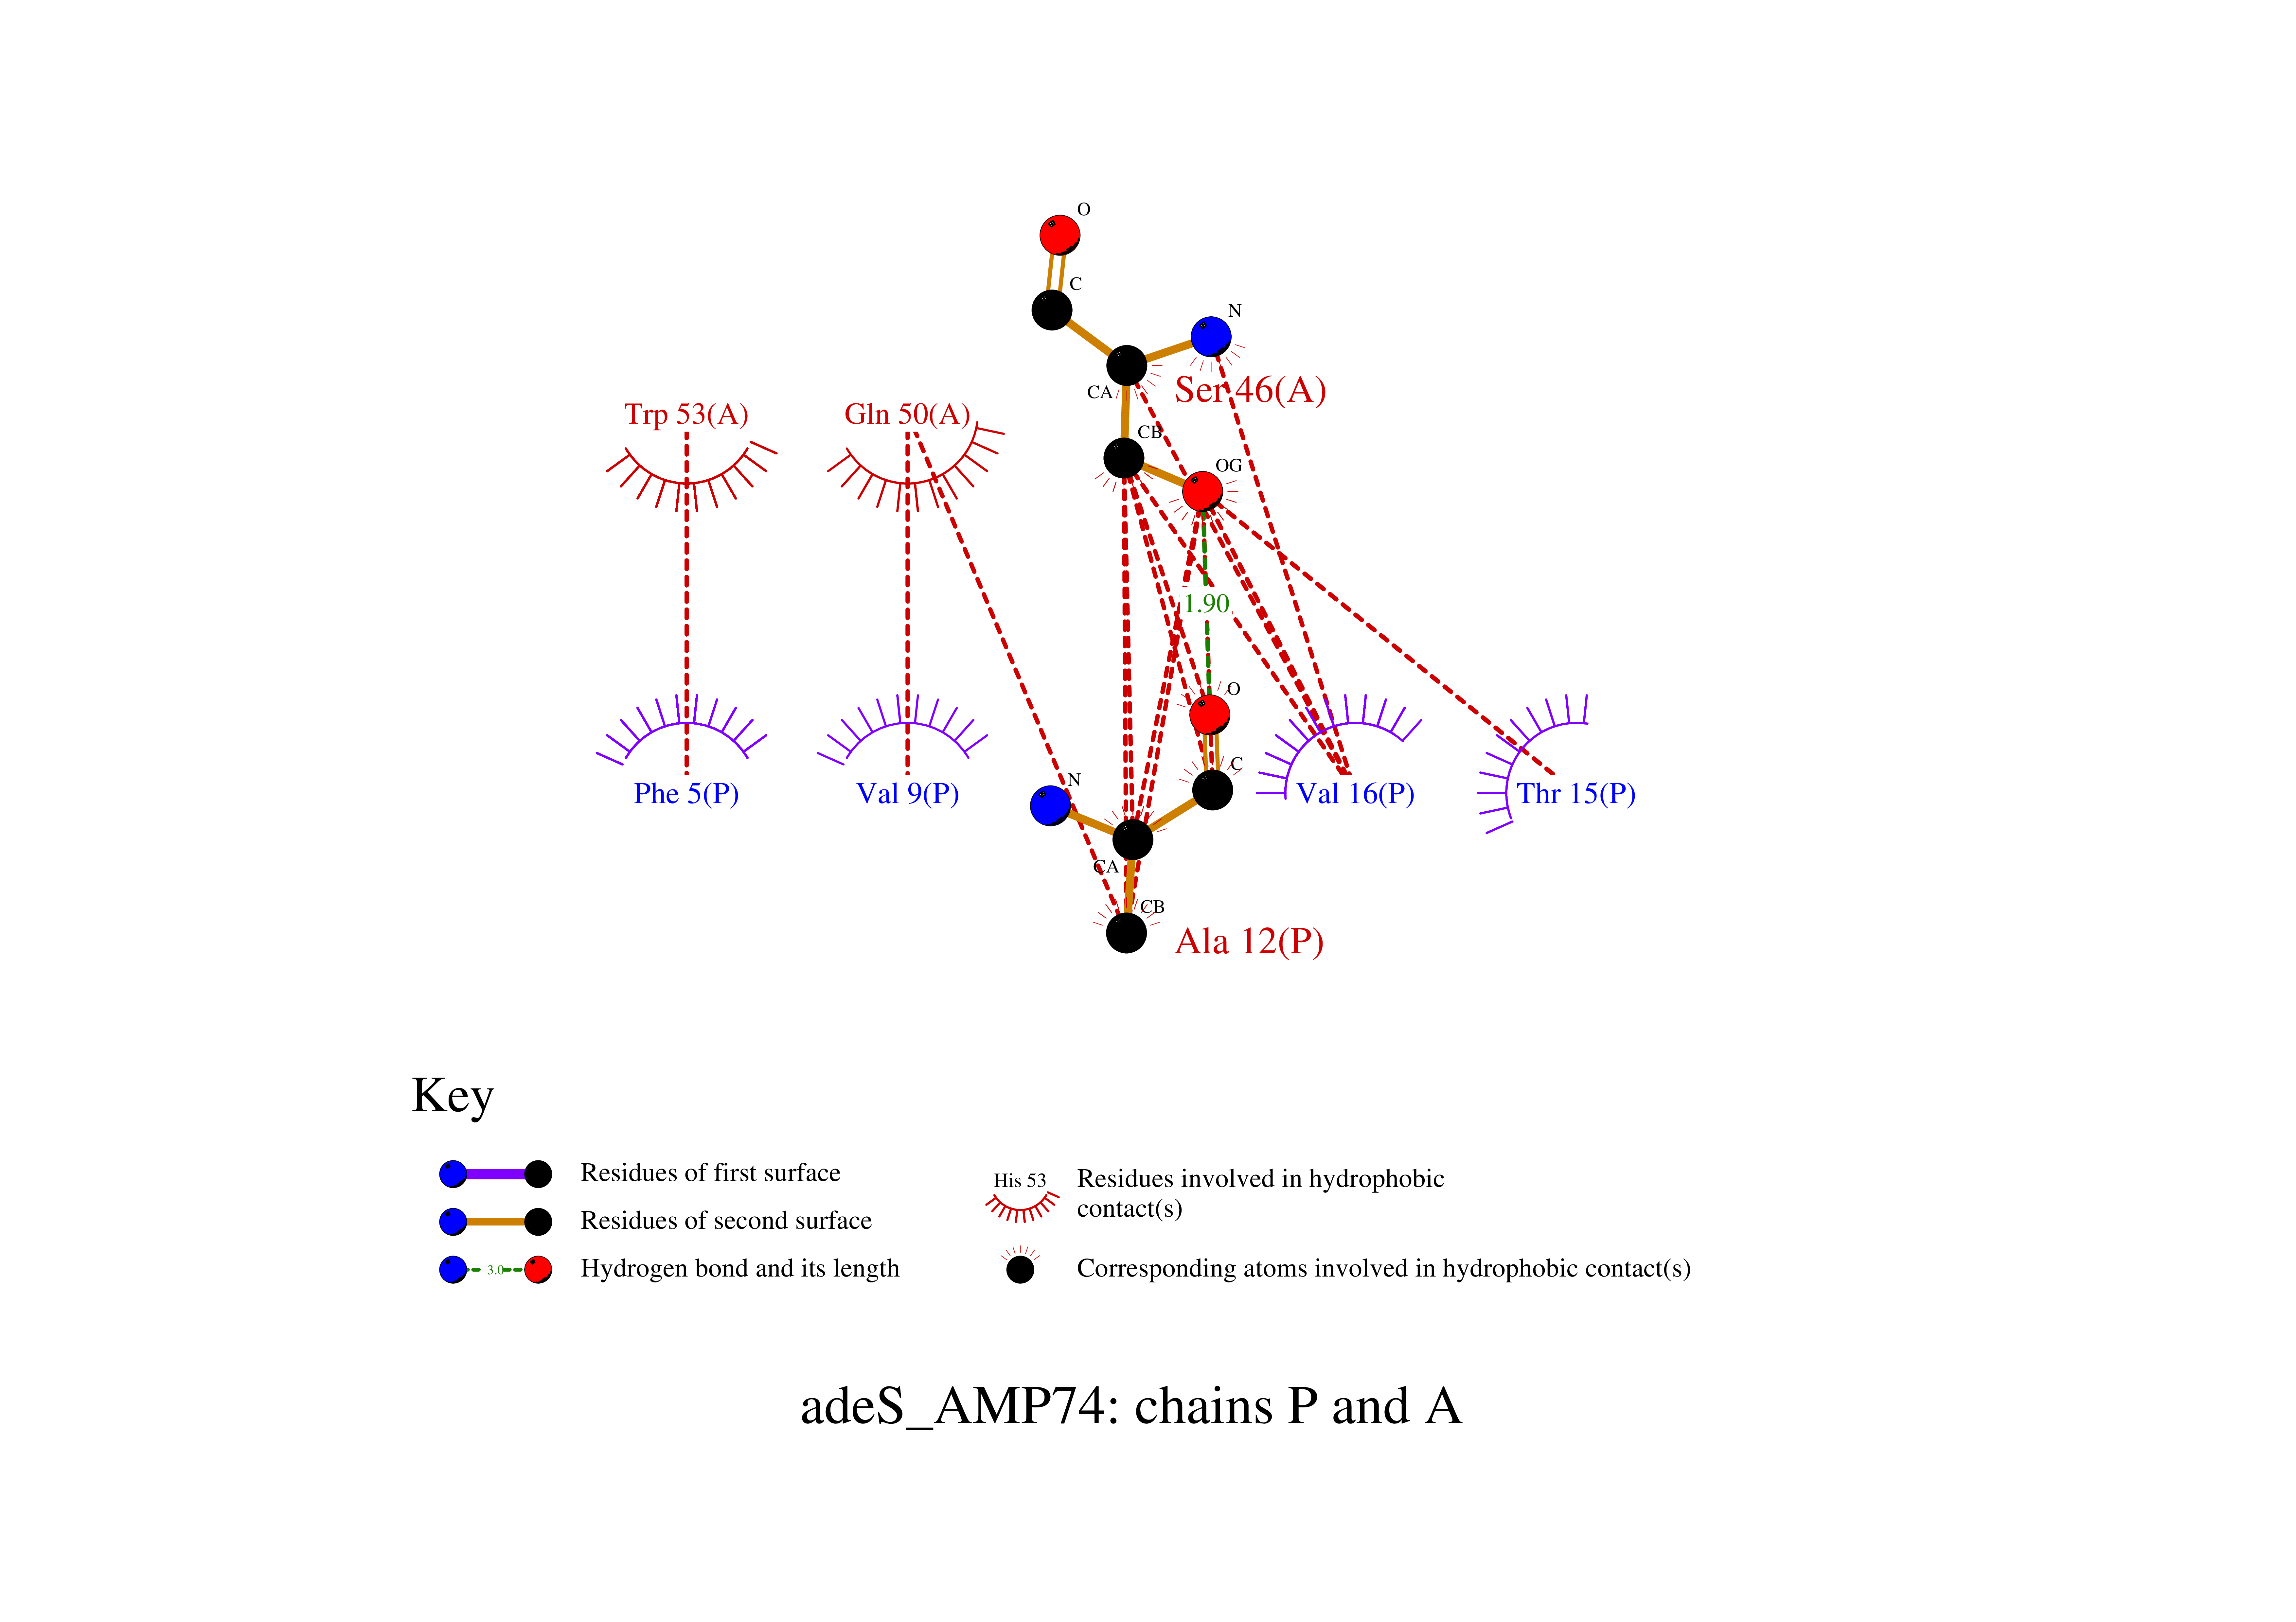 O
C
N
CA
Ser 46(A)
Trp 53(A)
Gln 50(A)
CB
OG
1.90
O
C
N
Phe 5(P)
Val 9(P)
Val 16(P)
Thr 15(P)
CA
CB
Ala 12(P)
Key
Residues of first surface
Residues of second surface
3.0
Hydrogen bond and its length
His 53
Residues involved in hydrophobic
contact(s)
Corresponding atoms involved in hydrophobic contact(s)
adeS_AMP74: chains P and A